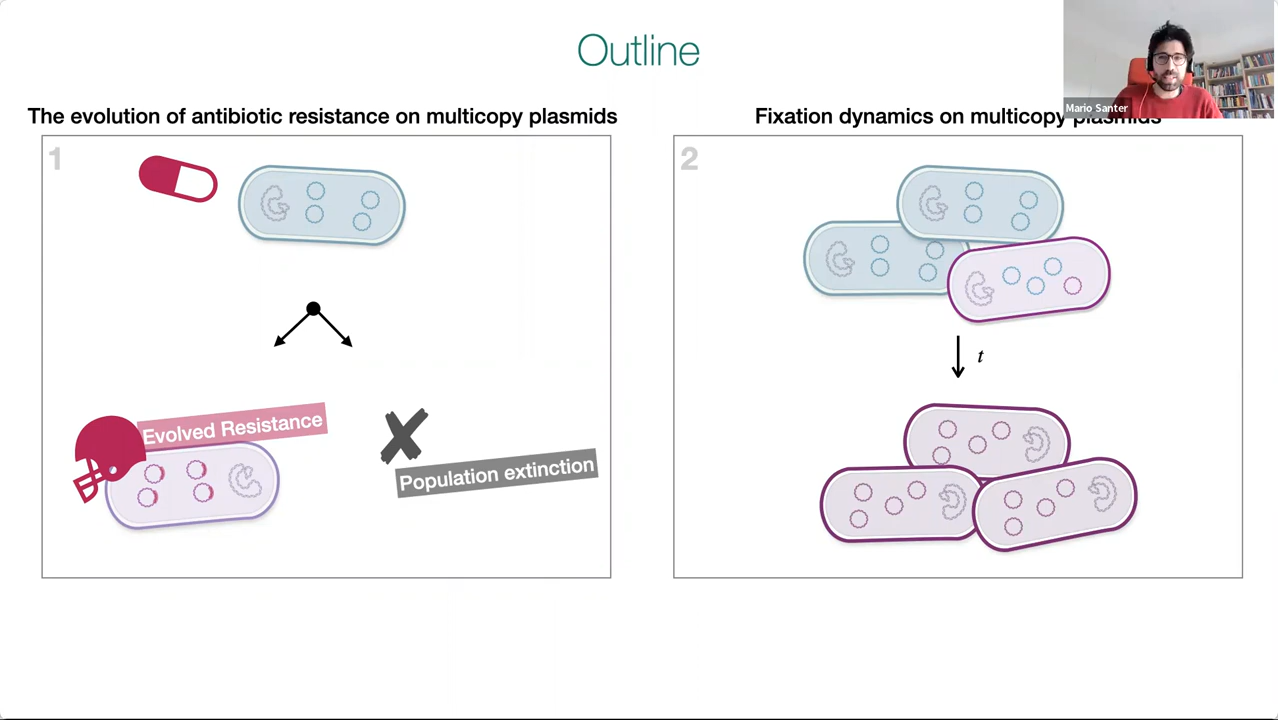 Outline
Mario Santer
The evolution of antibiotic resistance on multicopy plasmids
Fixation dynamics on multicopy plasmids
1
2
t
Evolved Resistance
Population extinction